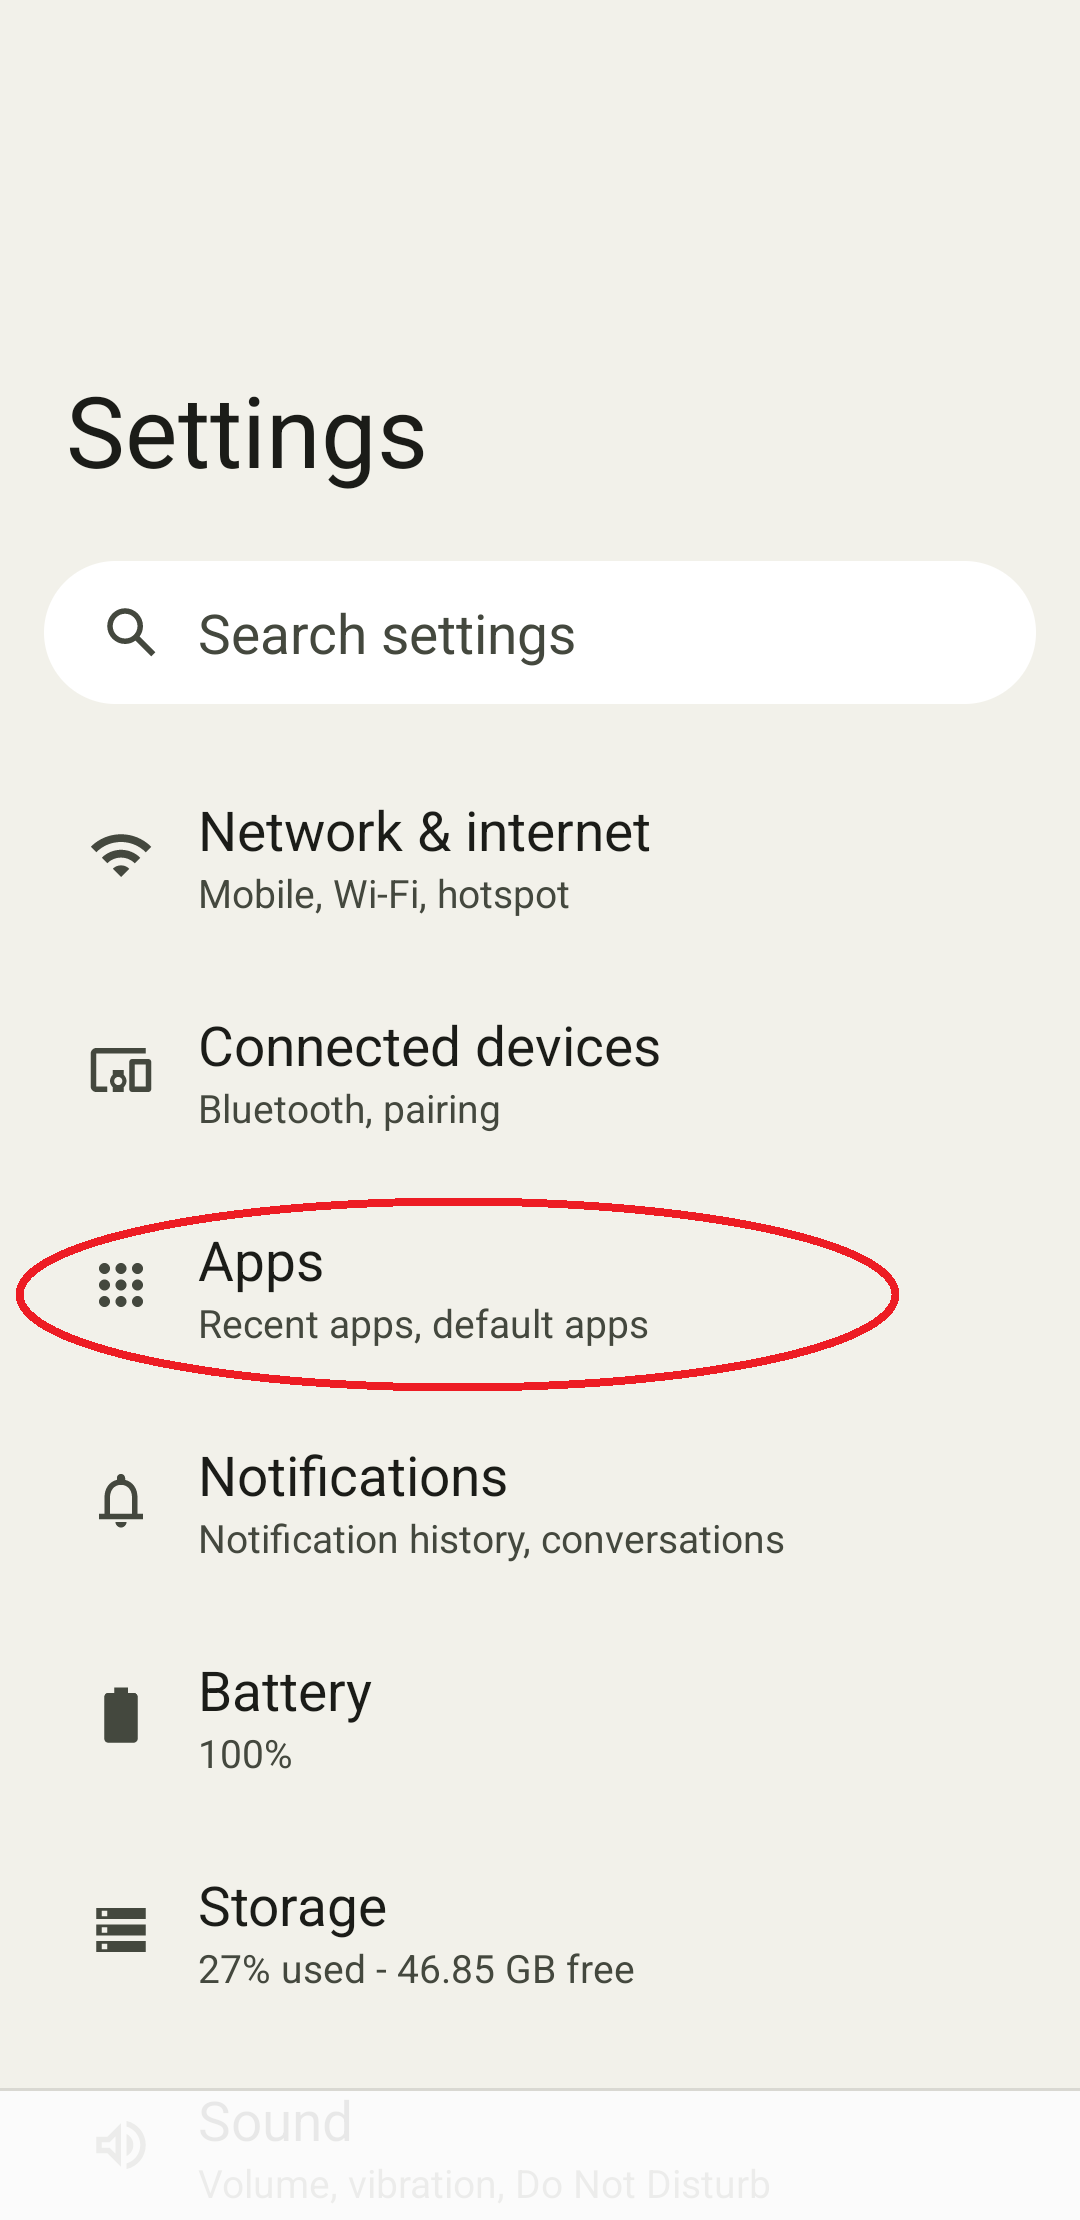 Settings
Search settings
Network & internet
Mobile, Wi-Fi, hotspot
Connected devices
Bluetooth, pairing
Apps
Recent apps, default apps
Notifications
Notification history, conversations
Battery
100%
Storage
27% used - 46.85 GB free
Sound
Volume, vibration, Do Not Disturb